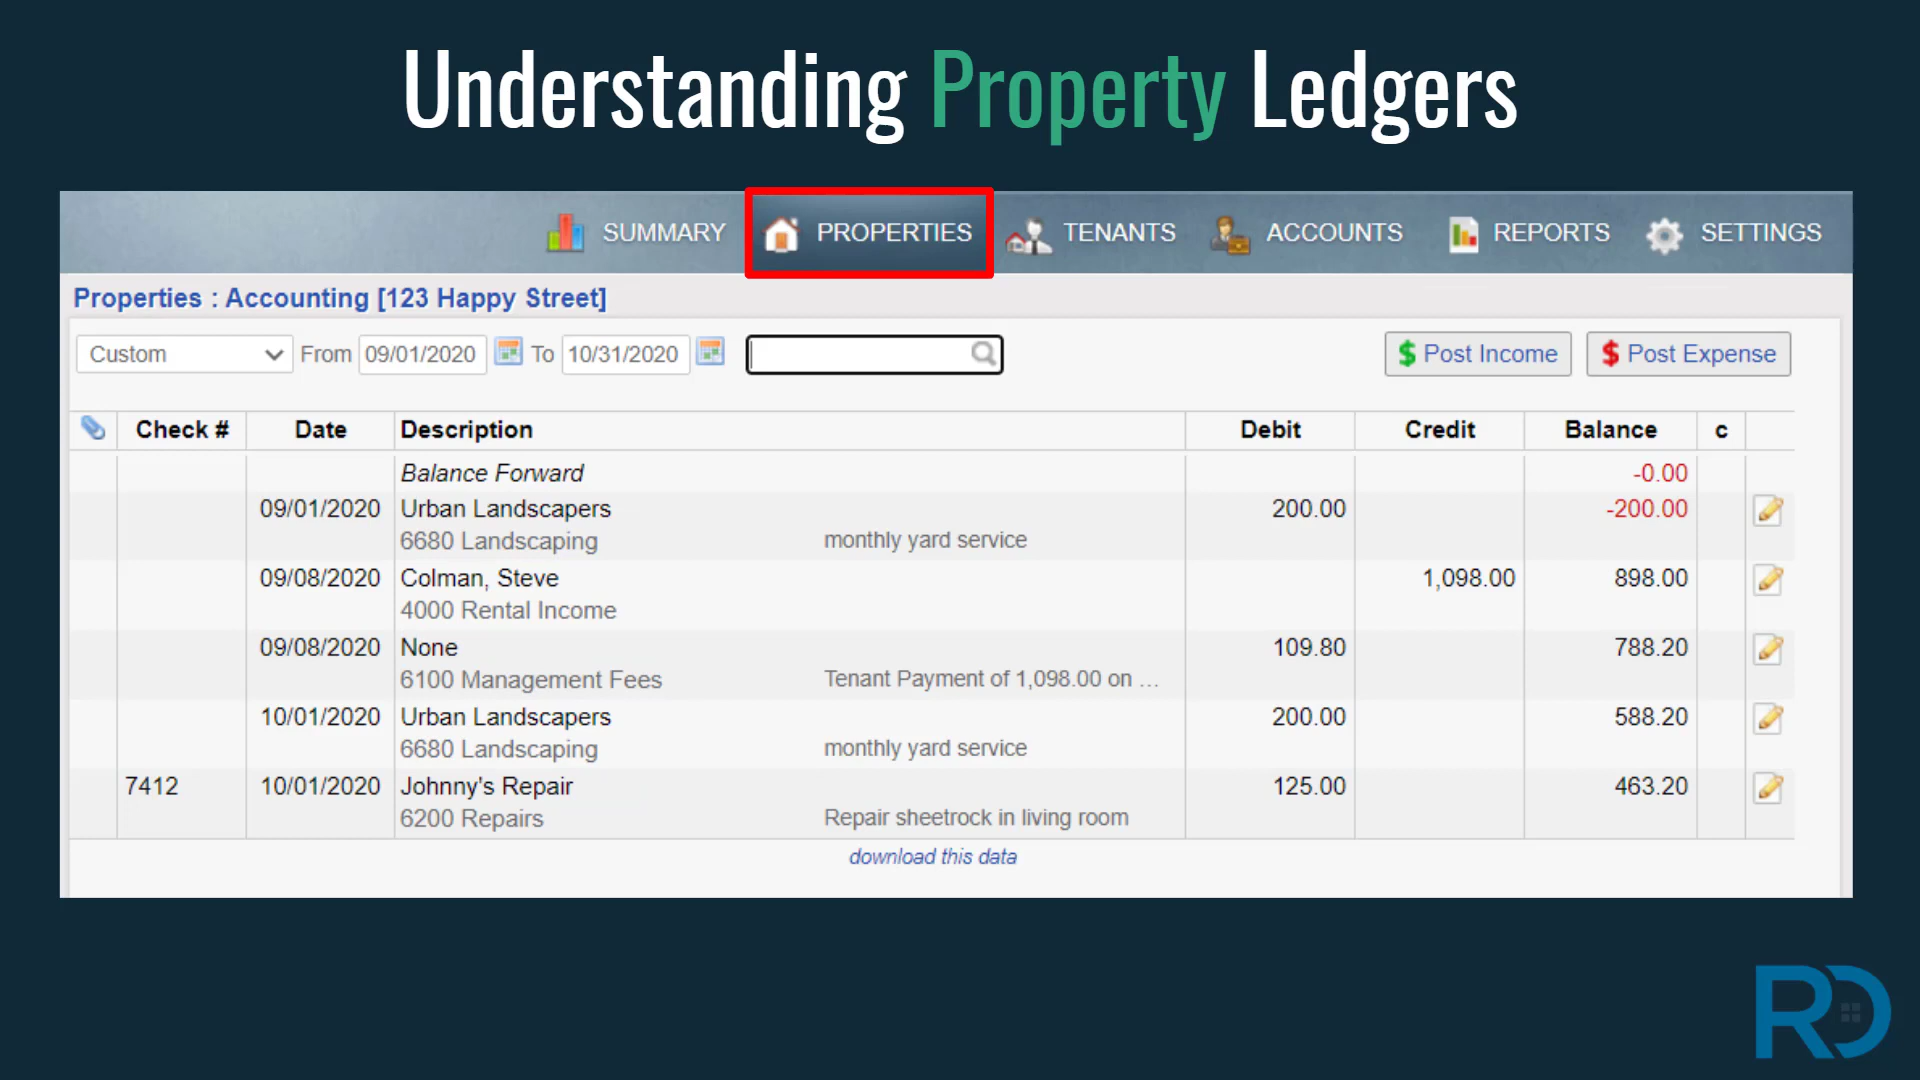 Understanding Property Ledgers
SUMMARY PROPERTIES TENANTS ACCOUNTS REPORTS SETTINGS
Properties : Accounting [123 Happy Street]
Custom From 09/01/2020 To 10/31/2020 $ Post Income $ Post Expense
Check # Date Description Debit Credit Balance c
Balance Forward -0.00
09/01/2020 Urban Landscapers 200.00 -200.00
6680 Landscaping monthly yard service
09/08/2020 Colman, Steve 1,098.00 898.00
4000 Rental Income
09/08/2020 None 109.80 788.20
6100 Management Fees Tenant Payment of 1,098.00 on ...
10/01/2020 Urban Landscapers 200.00 588.20
6680 Landscaping monthly yard service
7412 10/01/2020 Johnny's Repair 125.00 463.20
6200 Repairs Repair sheetrock in living room
download this data
RD